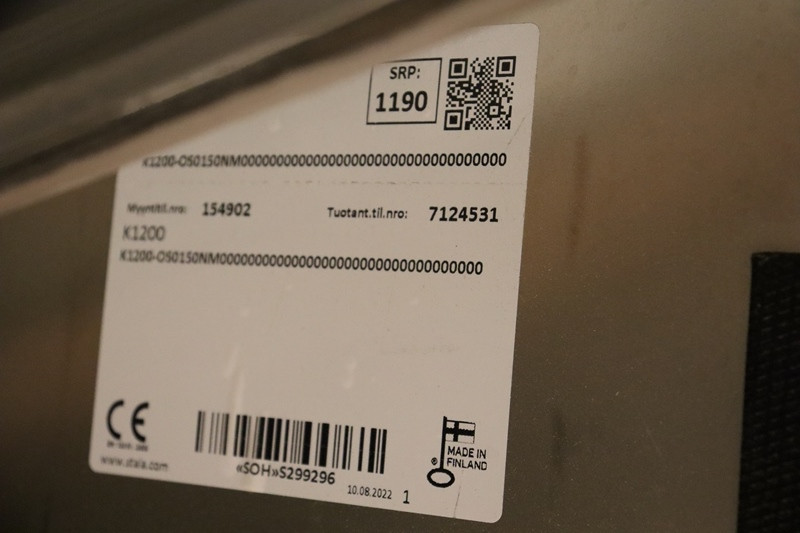 SRP:
1190
K1200-OS0150NM000000000000000000000000000000000
Myyntitil.nro: 154902 Tuotant.til.nro: 7124531
K1200
K1200-OS0150NM000000000000000000000000000000000
CE
www.stala.com
«SOH»S299296
10.08.2022 1
® MADE IN
FINLAND